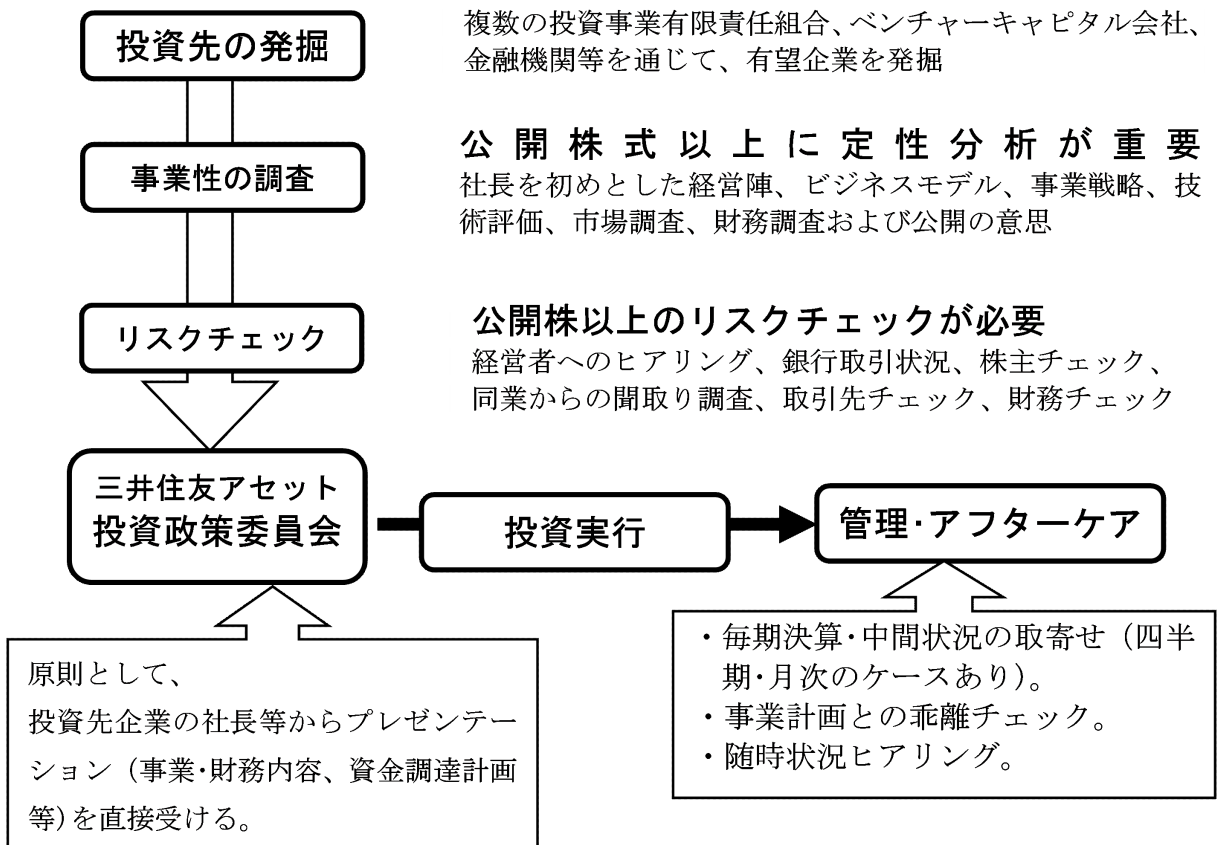 投資先の発掘
複数の投資事業有限責任組合、ベンチャーキャピタル会社、
金融機関等を通じて、有望企業を発掘
事業性の調査
公開株式以上に定性分析が重要
社長を初めとした経営陣、ビジネスモデル、事業戦略、技
術評価、市場調査、財務調査および公開の意思
リスクチェック
公開株以上のリスクチェックが必要
経営者へのヒアリング、銀行取引状況、株主チェック、
同業からの聞取り調査、取引先チェック、財務チェック
三井住友アセット
投資政策委員会
投資実行
管理・アフターケア
原則として、
投資先企業の社長等からプレゼンテー
ション（事業・財務内容、資金調達計画
等）を直接受ける。
・毎期決算・中間状況の取寄せ（四半
期・月次のケースあり）。
・事業計画との乖離チェック。
・随時状況ヒアリング。